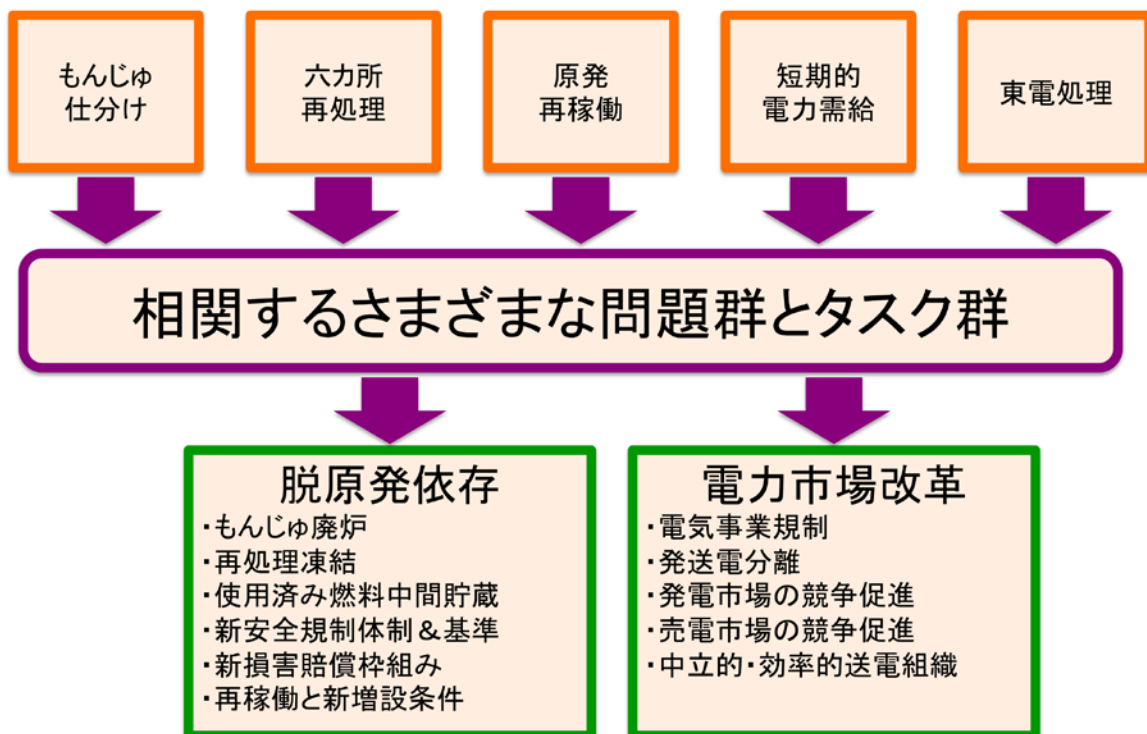 もんじゅ
仕分け
六カ所
再処理
原発
再稼働
短期的
電力需給
東電処理
相関するさまざまな問題群とタスク群
脱原発依存
・もんじゅ廃炉
・再処理凍結
・使用済み燃料中間貯蔵
・新安全規制体制＆基準
・新損害賠償枠組み
・再稼働と新増設条件
電力市場改革
・電気事業規制
・発送電分離
・発電市場の競争促進
・売電市場の競争促進
・中立的・効率的送電組織